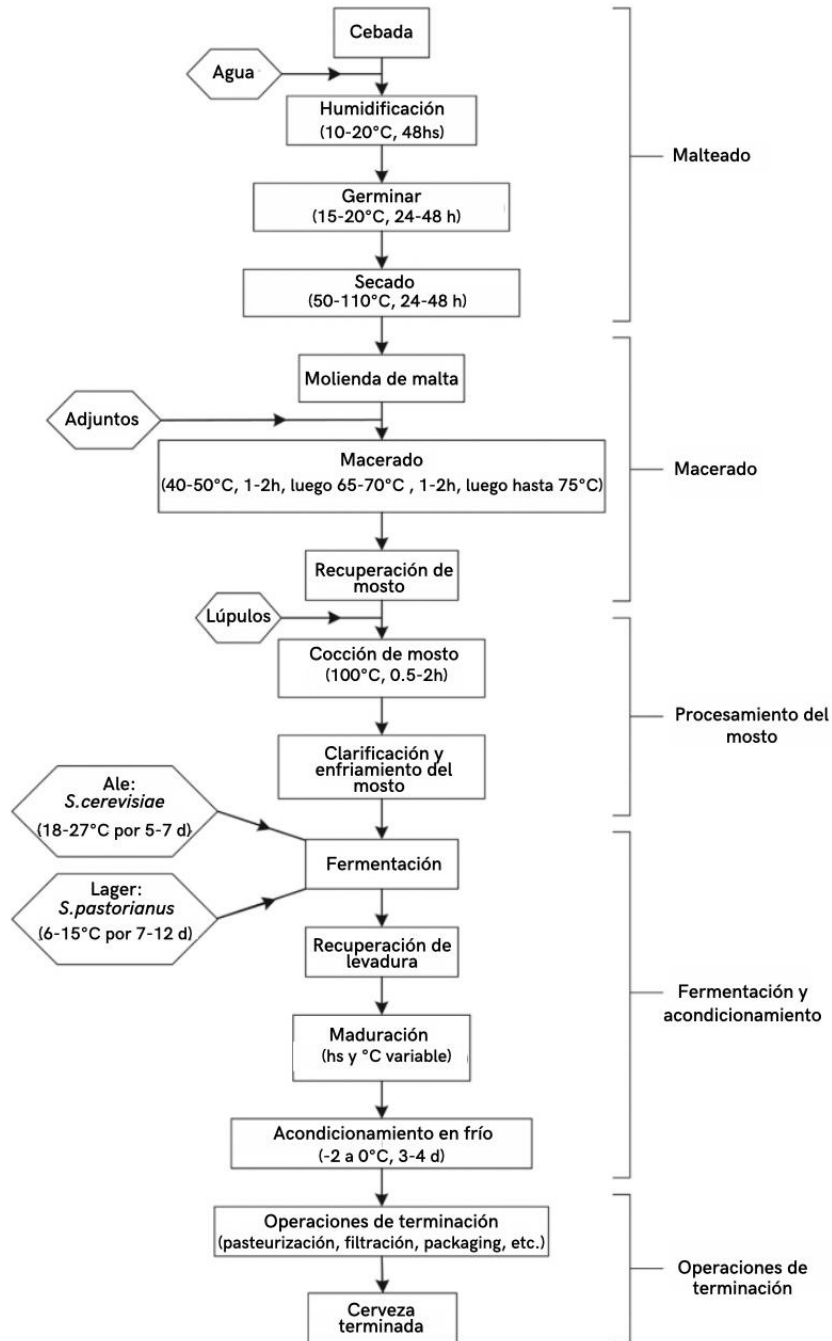 Cebada
Agua
Humidificación
(10-20°C, 48hs)
Malteado
Germinar
(15-20°C, 24-48 h)
Secado
(50-110°C, 24-48 h)
Molienda de malta
Adjuntos
Macerado
(40-50°C, 1-2h, luego 65-70°C , 1-2h, luego hasta 75°C)
Macerado
Recuperación de
mosto
Lúpulos
Cocción de mosto
(100°C, 0.5-2h)
Procesamiento del
mosto
Clarificación y
enfriamiento del
mosto
Ale:
S.cerevisiae
(18-27°C por 5-7 d)
Fermentación
Lager:
S.pastorianus
(6-15°C por 7-12 d)
Recuperación de
levadura
Fermentación y
acondicionamiento
Maduración
(hs y °C variable)
Acondicionamiento en frío
(-2 a 0°C, 3-4 d)
Operaciones de terminación
(pasteurización, filtración, packaging, etc.)
Operaciones de
terminación
Cerveza
terminada